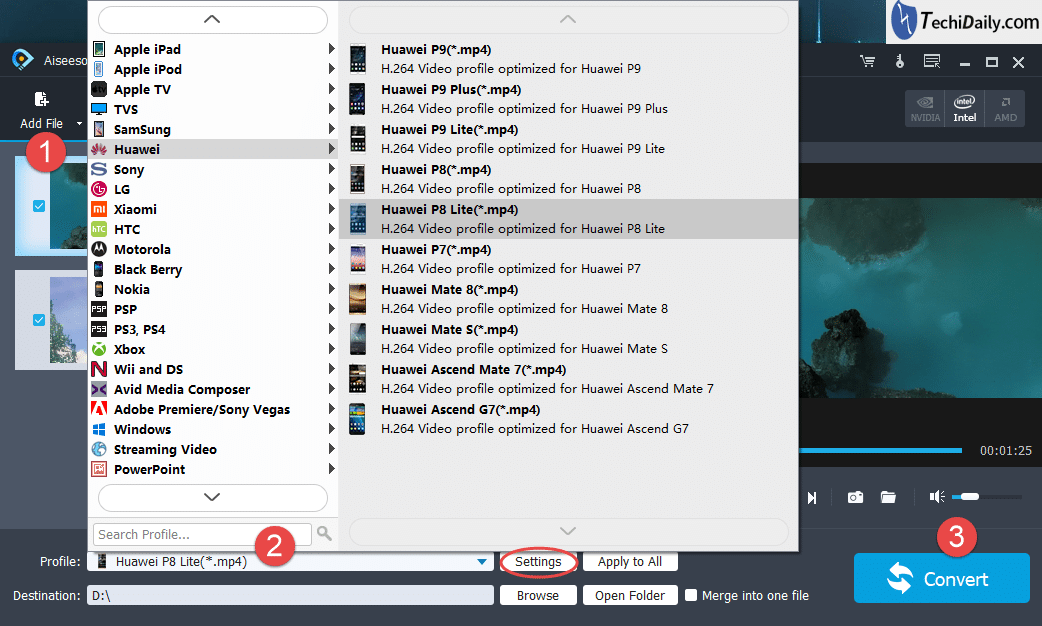 TechiDaily.com
Aiseeso
Add File
1
Apple iPad
Apple iPod
Apple TV
TVS
SamSung
Huawei
Sony
LG
Xiaomi
HTC
Motorola
Black Berry
Nokia
PSP
PS3, PS4
Xbox
Wii and DS
Avid Media Composer
Adobe Premiere/Sony Vegas
Windows
Streaming Video
PowerPoint
Search Profile...
Huawei P9(*.mp4)
H.264 Video profile optimized for Huawei P9
Huawei P9 Plus(*.mp4)
H.264 Video profile optimized for Huawei P9 Plus
Huawei P9 Lite(*.mp4)
H.264 Video profile optimized for Huawei P9 Lite
Huawei P8(*.mp4)
H.264 Video profile optimized for Huawei P8
Huawei P8 Lite(*.mp4)
H.264 Video profile optimized for Huawei P8 Lite
Huawei P7(*.mp4)
H.264 Video profile optimized for Huawei P7
Huawei Mate 8(*.mp4)
H.264 Video profile optimized for Huawei Mate 8
Huawei Mate S(*.mp4)
H.264 Video profile optimized for Huawei Mate S
Huawei Ascend Mate 7(*.mp4)
H.264 Video profile optimized for Huawei Ascend Mate 7
Huawei Ascend G7(*.mp4)
H.264 Video profile optimized for Huawei Ascend G7
NVIDIA
intel
Intel
AMD
00:01:25
2
3
Profile: Huawei P8 Lite(*.mp4) Settings Apply to All
Convert
Destination: D:\ Browse Open Folder Merge into one file